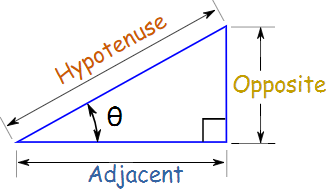 Hypotenuse
Opposite
θ
Adjacent